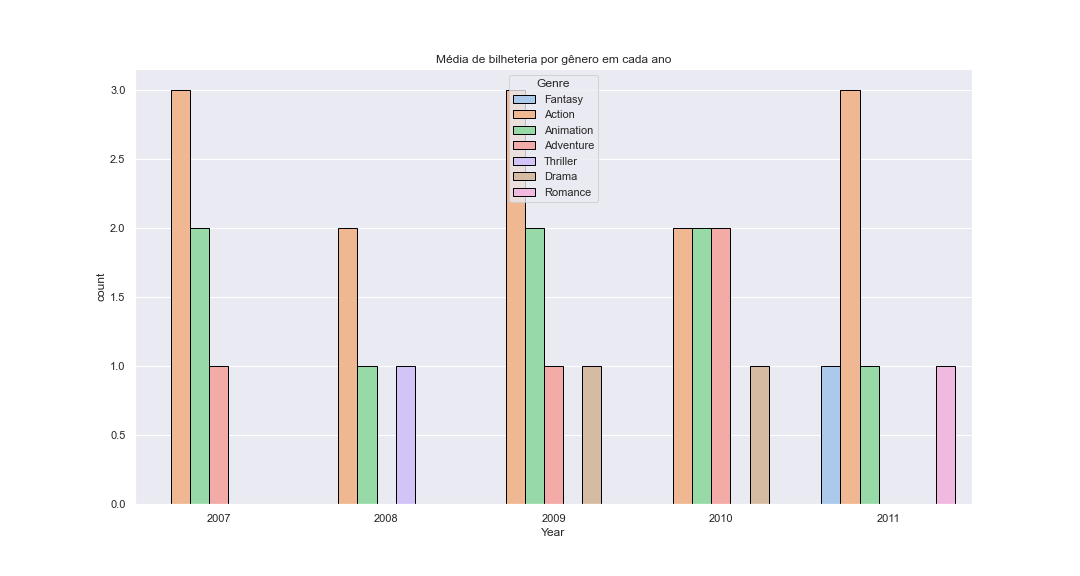 Média de bilheteria por gênero em cada ano
Genre
Fantasy
Action
Animation
Adventure
Thriller
Drama
Romance
count
3.0
2.5
2.0
1.5
1.0
0.5
0.0
2007 2008 2009 2010 2011
Year